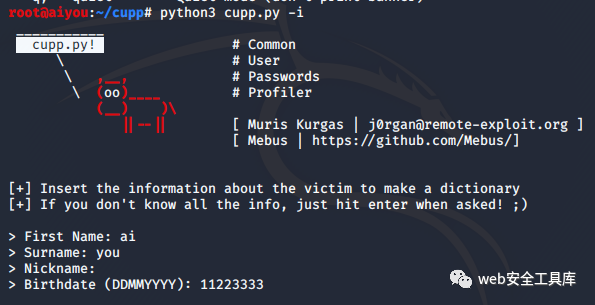 root@aiyou:~/cupp# python3 cupp.py -i
cupp.py! # Common
# User
# Passwords
(oo) # Profiler
[ Muris Kurgas | j0rgan@remote-exploit.org ]
[ Mebus | https://github.com/Mebus/]
[+] Insert the information about the victim to make a dictionary
[+] If you don't know all the info, just hit enter when asked! ;)
> First Name: ai
> Surname: you
> Nickname:
> Birthdate (DDMMYYYY): 11223333
web安全工具库